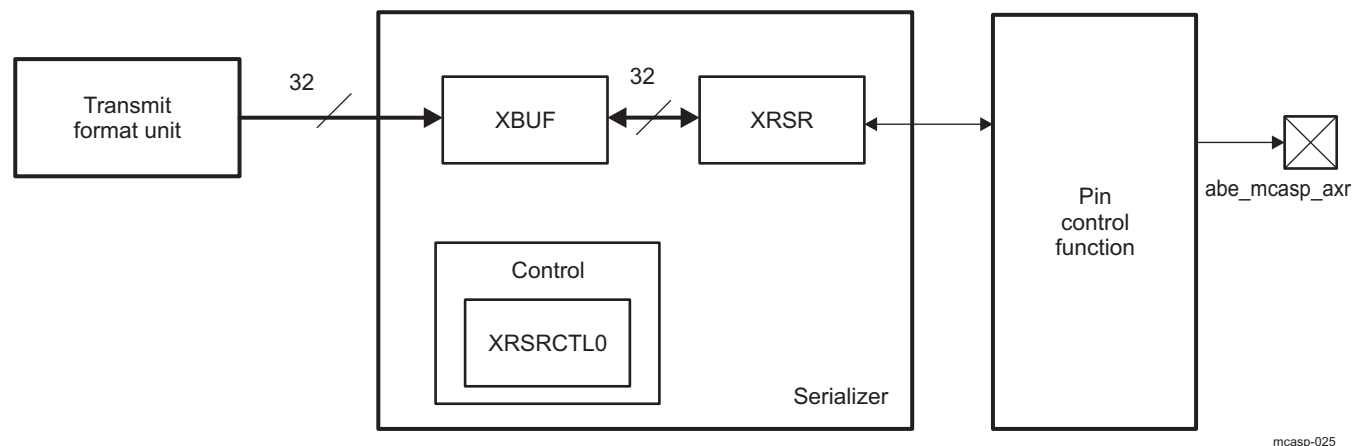 32
32
Transmit
format unit
XBUF
XRSR
abe_mcasp_axr
Pin
control
function
Control
XRSRCTL0
Serializer
mcasp-025